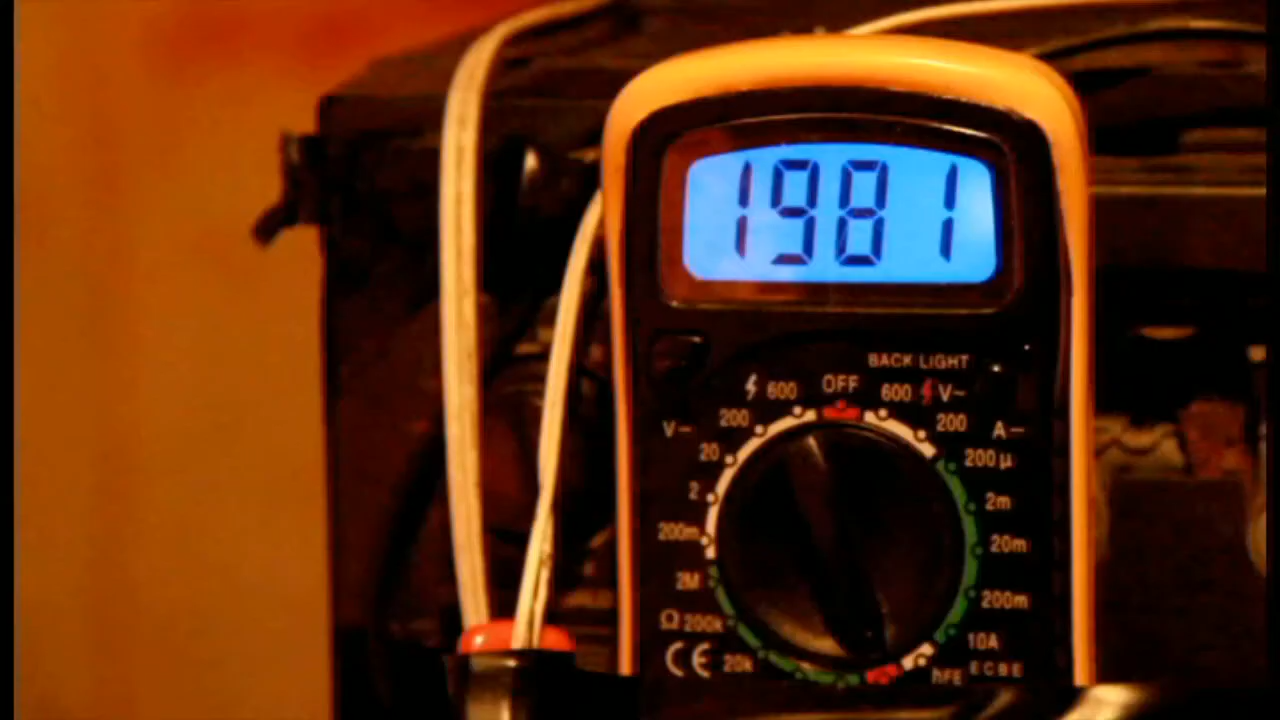 1981
BACK LIGHT
600 OFF 600 V~
200 200
V⎓ A⎓
20 200µ
2 2m
200m 20m
2M 200m
Ω 200k 10A
CE 20k hFE ECBE